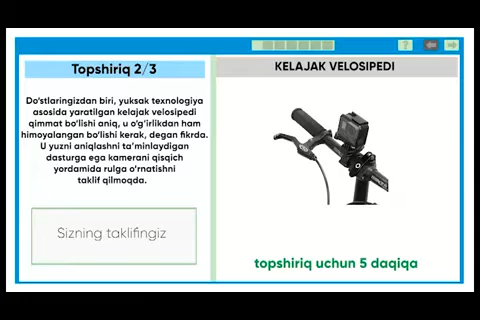 Topshiriq 2/3
KELAJAK VELOSIPEDI
Do'stlaringizdan biri, yuksak texnologiya
asosida yaratilgan kelajak velosipedi
qimmat bo'lishi aniq, u o'g'irlikdan ham
himoyalangan bo'lishi kerak, degan fikrda.
U yuzni aniqlashni ta'minlaydigan
dasturga ega kamerani qisqich
yordamida rulga o'rnatishni
taklif qilmoqda.
Sizning taklifingiz
topshiriq uchun 5 daqiqa